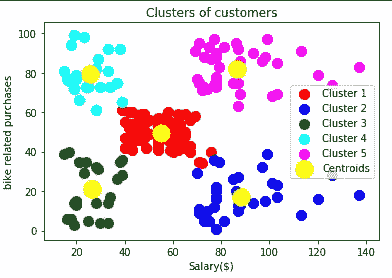 Clusters of customers
100
80
60
40
20
0
bike related purchases
Cluster 1
Cluster 2
Cluster 3
Cluster 4
Cluster 5
Centroids
20 40 60 80 100 120 140
Salary($)